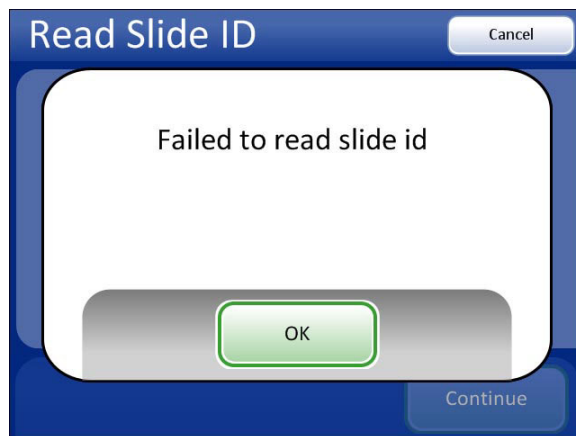 Read Slide ID
Cancel
Failed to read slide id
OK
Continue